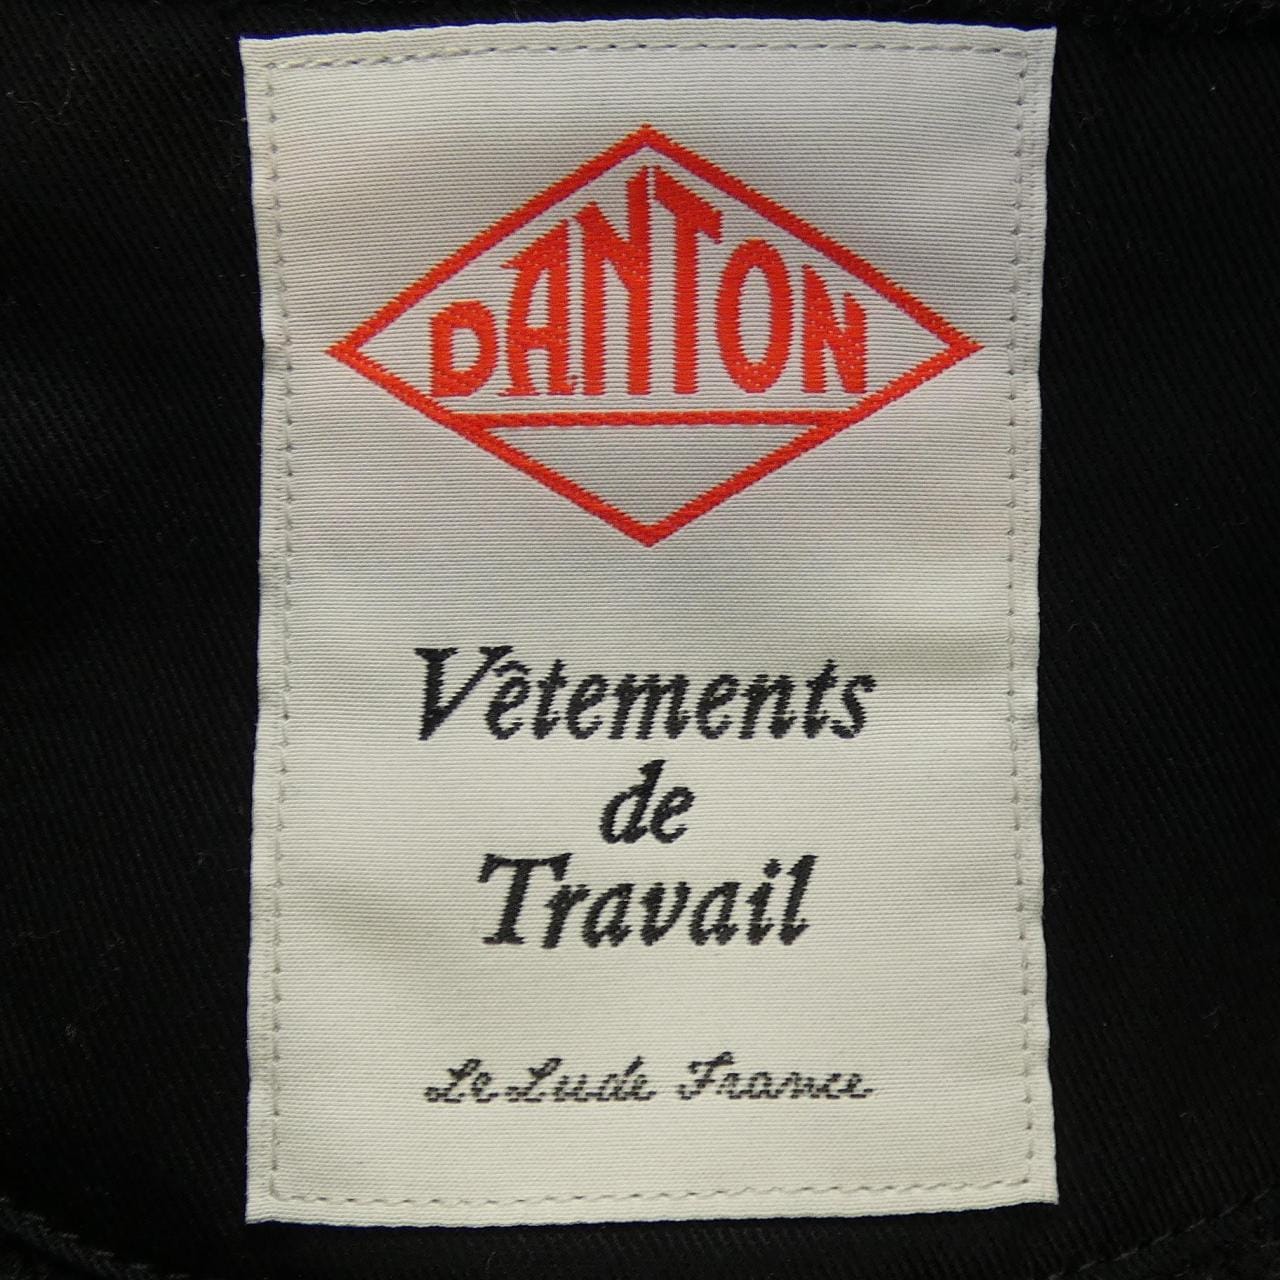 DANTON
Vêtements
de
Travail
Le Lude France